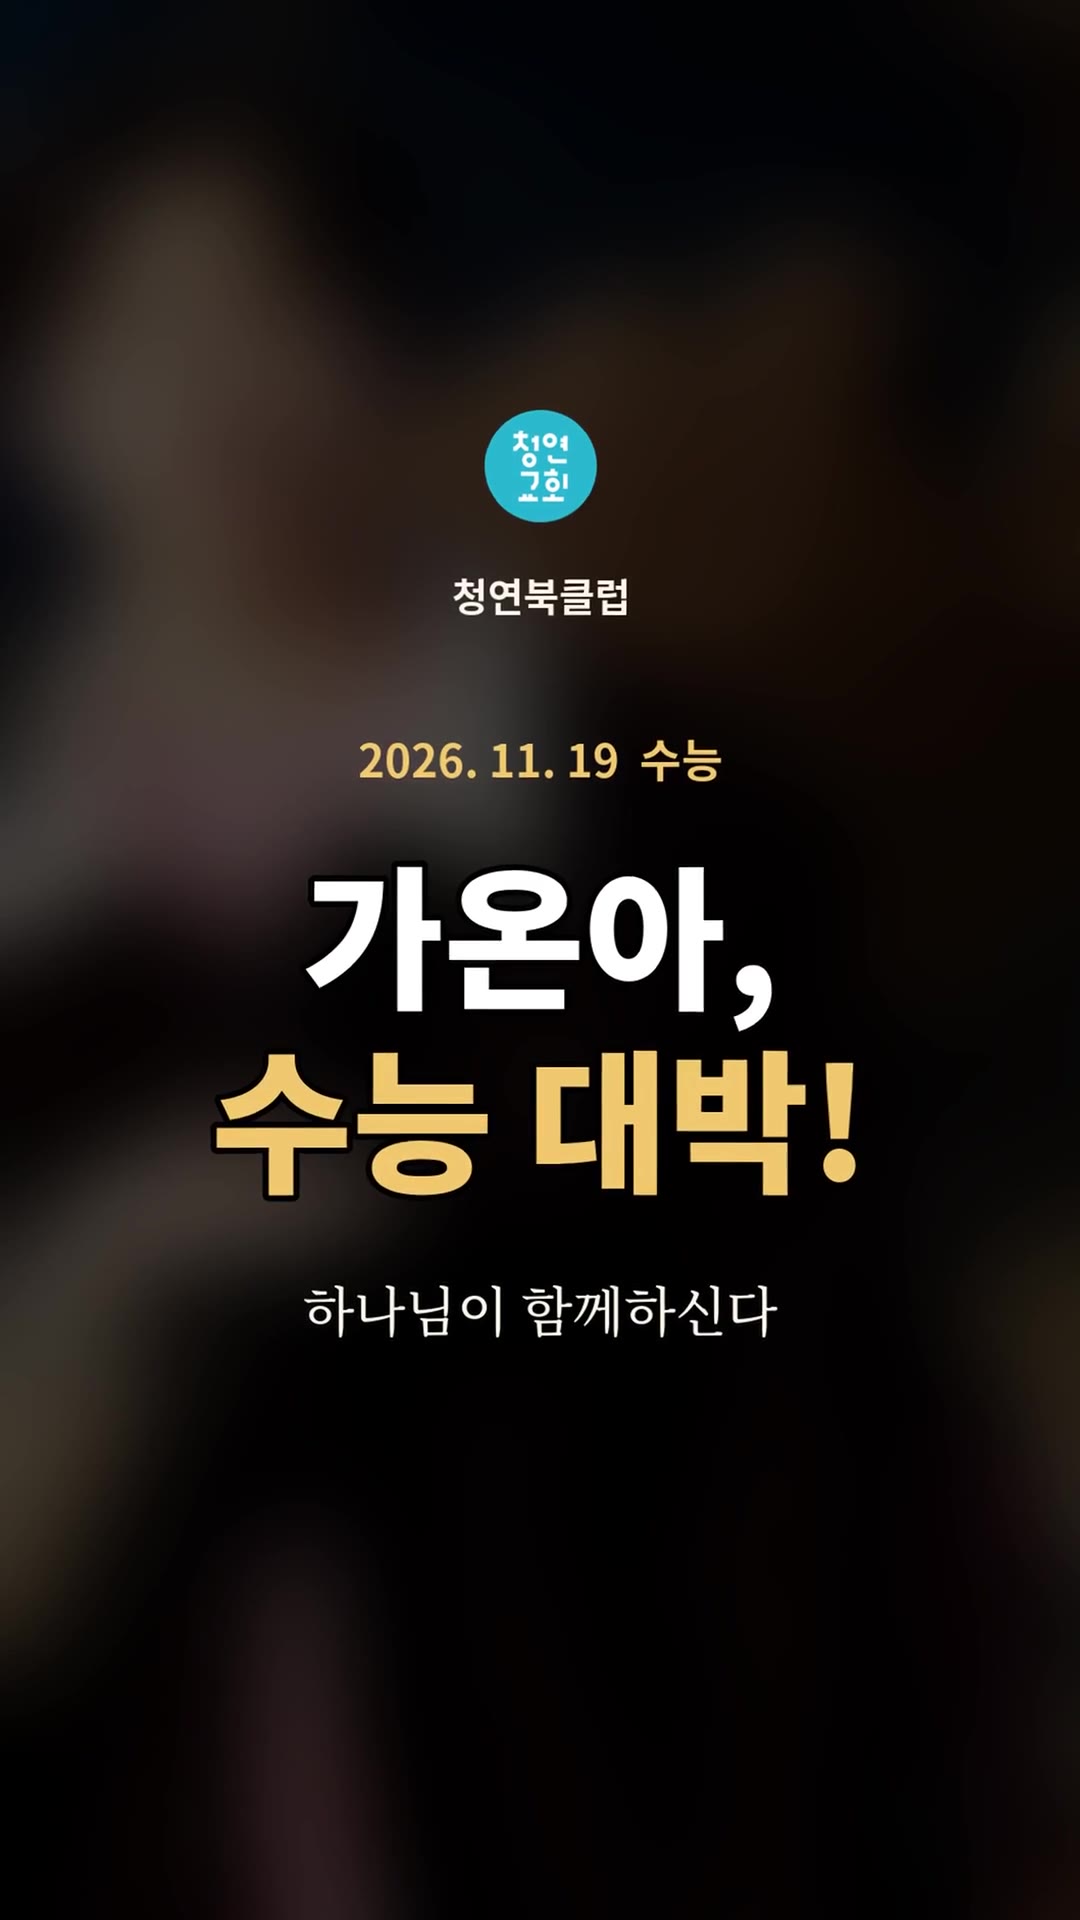 청연
교회
청연북클럽
2026. 11. 19 수능
가온아,
수능 대박!
하나님이 함께하신다